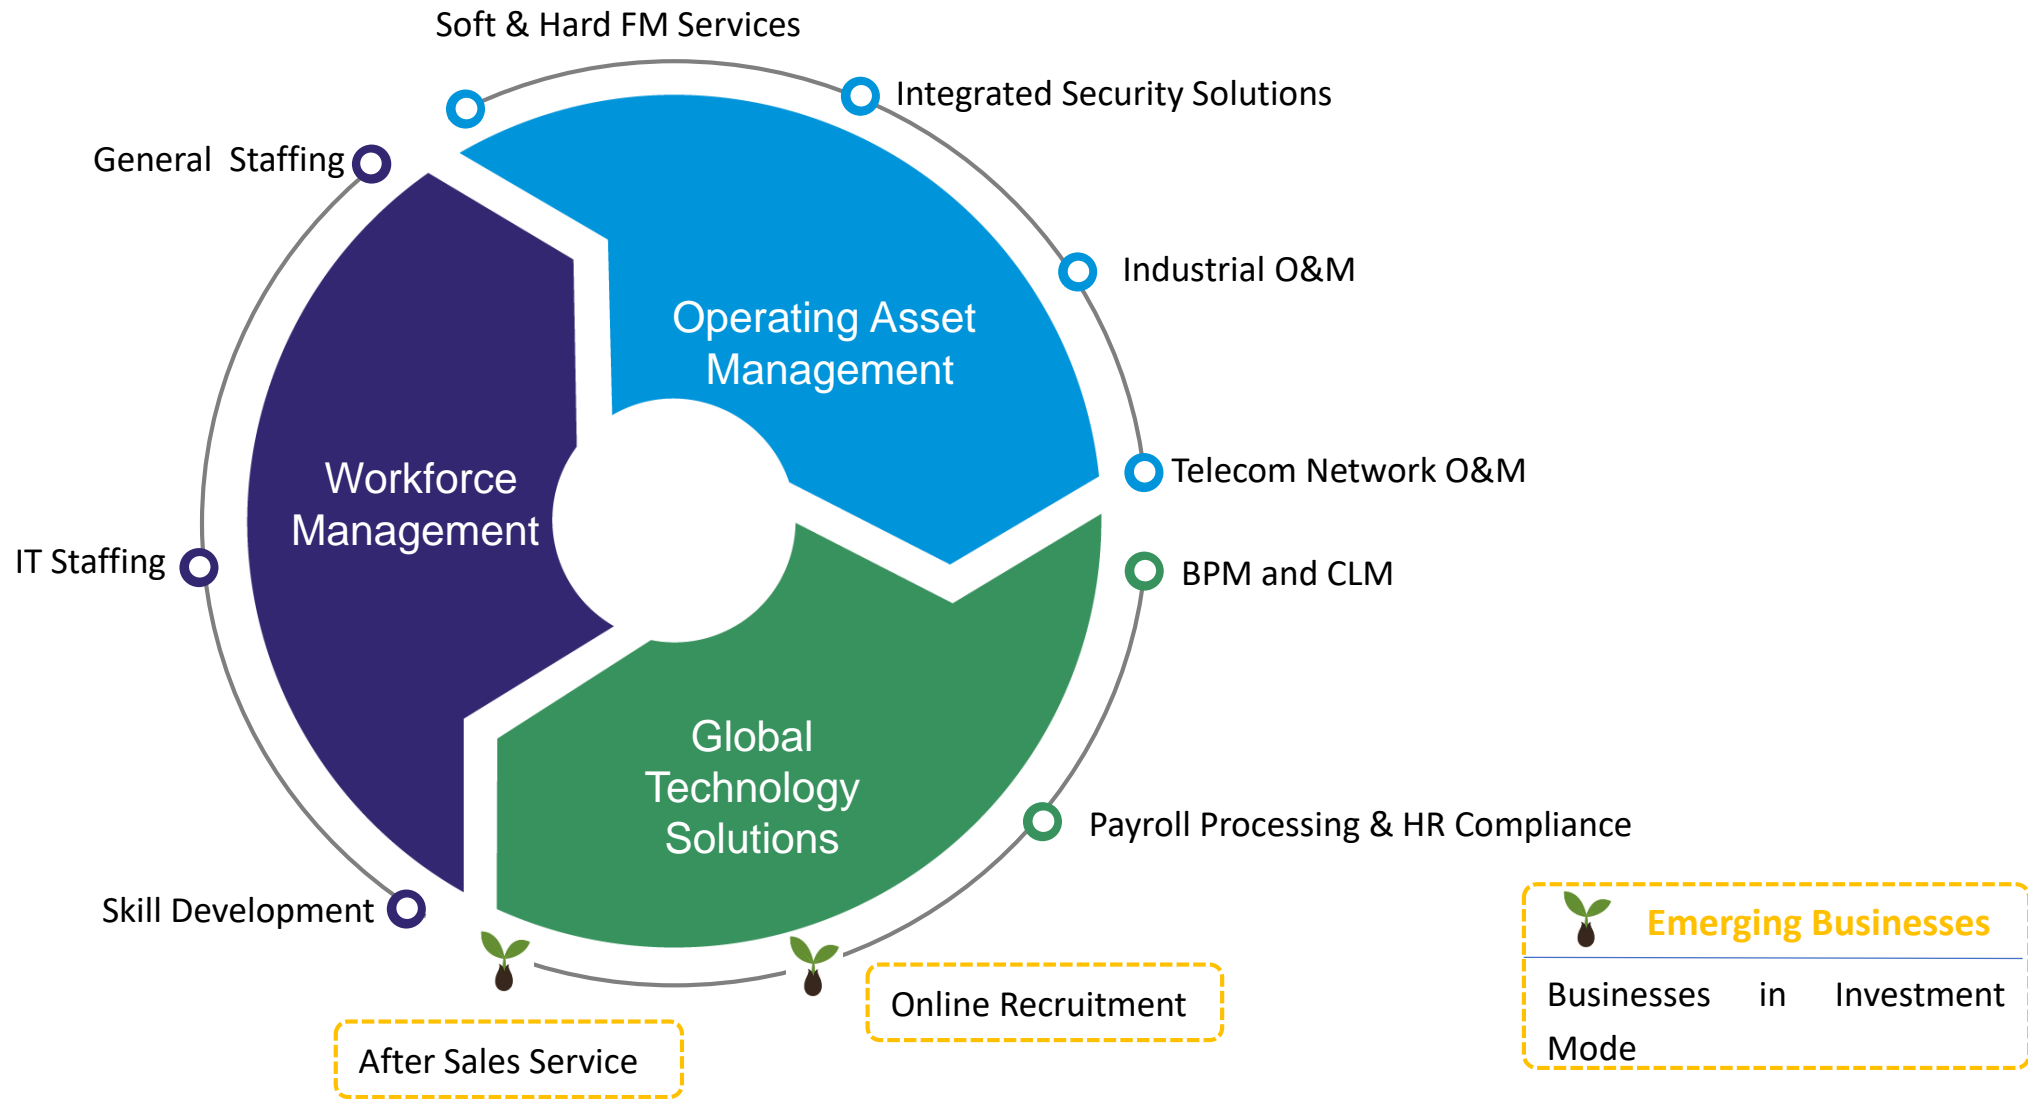 Soft & Hard FM Services
Integrated Security Solutions
General  Staffing
Industrial O&M
Operating Asset
Management
Telecom Network O&M
Workforce
Management
IT Staffing
BPM and CLM
Global
Technology
Solutions
Payroll Processing & HR Compliance
Skill Development
Emerging Businesses
Businesses in Investment
Mode
Online Recruitment
After Sales Service